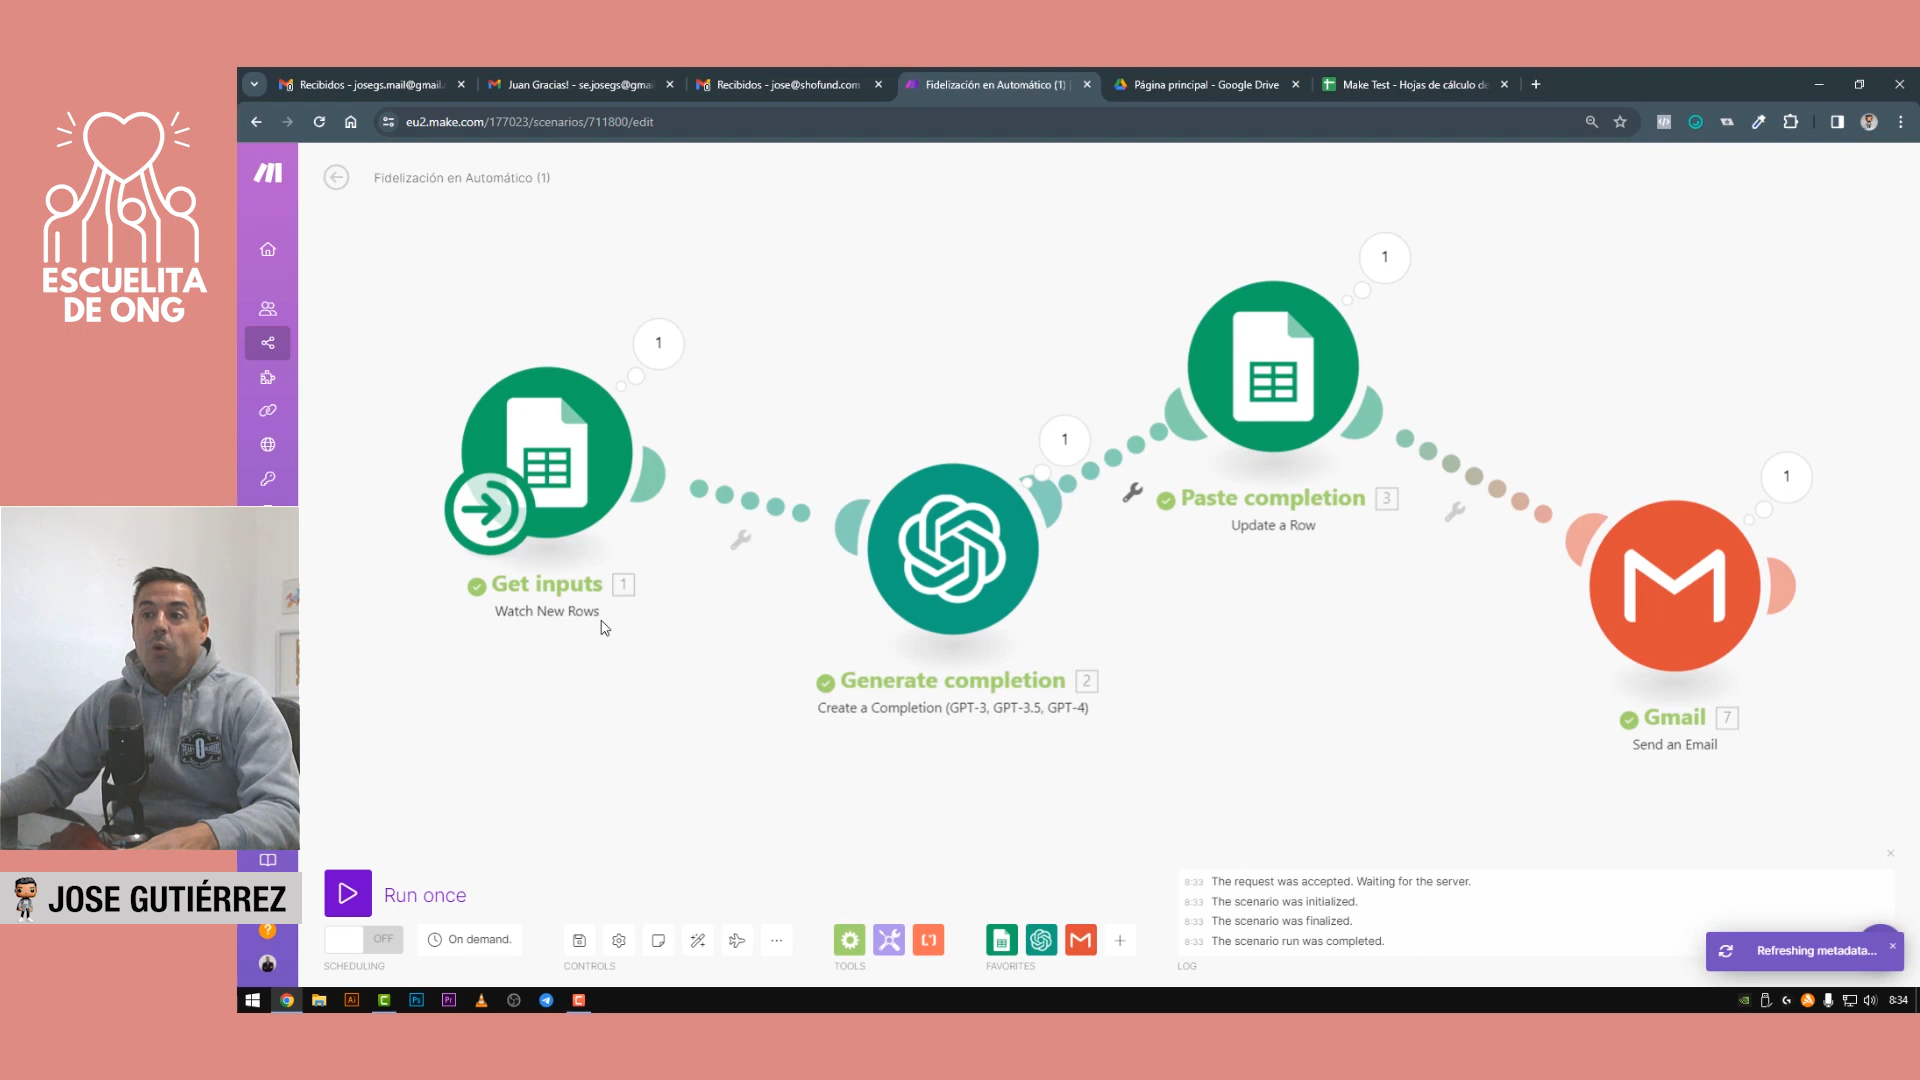 ESCUELITA
DE ONG
JOSE GUTIÉRREZ
Recibidos - josegs.mail@gmail.
Juan Gracias! - se.josegs@gmai
Recibidos - jose@shofund.com
Fidelización en Automático (1)
Página principal - Google Drive
Make Test - Hojas de cálculo de
eu2.make.com/177023/scenarios/711800/edit
Fidelización en Automático (1)
1
Get inputs 1
Watch New Rows
1
Generate completion 2
Create a Completion (GPT-3, GPT-3.5, GPT-4)
1
Paste completion 3
Update a Row
1
Gmail 7
Send an Email
Run once
OFF
On demand.
SCHEDULING
CONTROLS
TOOLS
FAVORITES
LOG
8:33 The request was accepted. Waiting for the server.
8:33 The scenario was initialized.
8:33 The scenario was finalized.
8:33 The scenario run was completed.
Refreshing metadata...
Ai
Ps
Pr
8:34